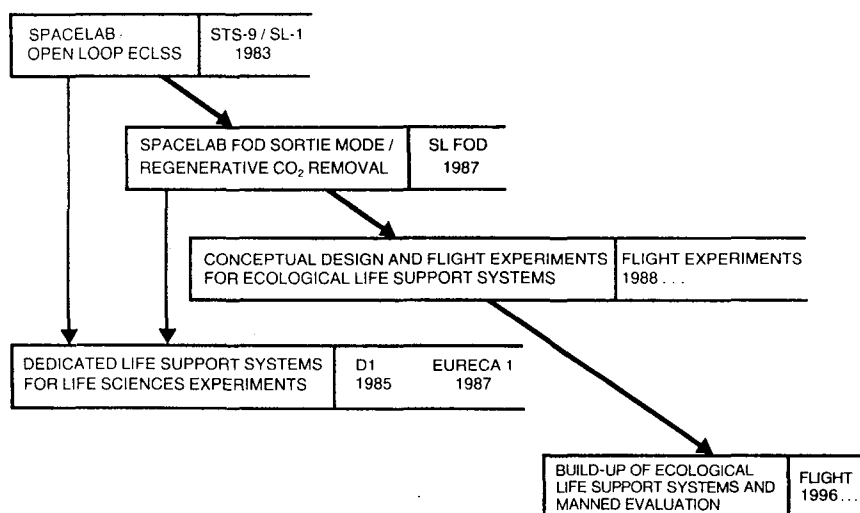 SPACELAB /
OPEN LOOP ECLSS
STS-9 / SL-1
1983
SPACELAB FOD SORTIE MODE /
REGENERATIVE CO₂ REMOVAL
SL FOD
1987
CONCEPTUAL DESIGN AND FLIGHT EXPERIMENTS
FOR ECOLOGICAL LIFE SUPPORT SYSTEMS
FLIGHT EXPERIMENTS
1988 . . .
DEDICATED LIFE SUPPORT SYSTEMS
FOR LIFE SCIENCES EXPERIMENTS
D1
1985
EURECA 1
1987
BUILD-UP OF ECOLOGICAL
LIFE SUPPORT SYSTEMS AND
MANNED EVALUATION
FLIGHT
1996 . . .